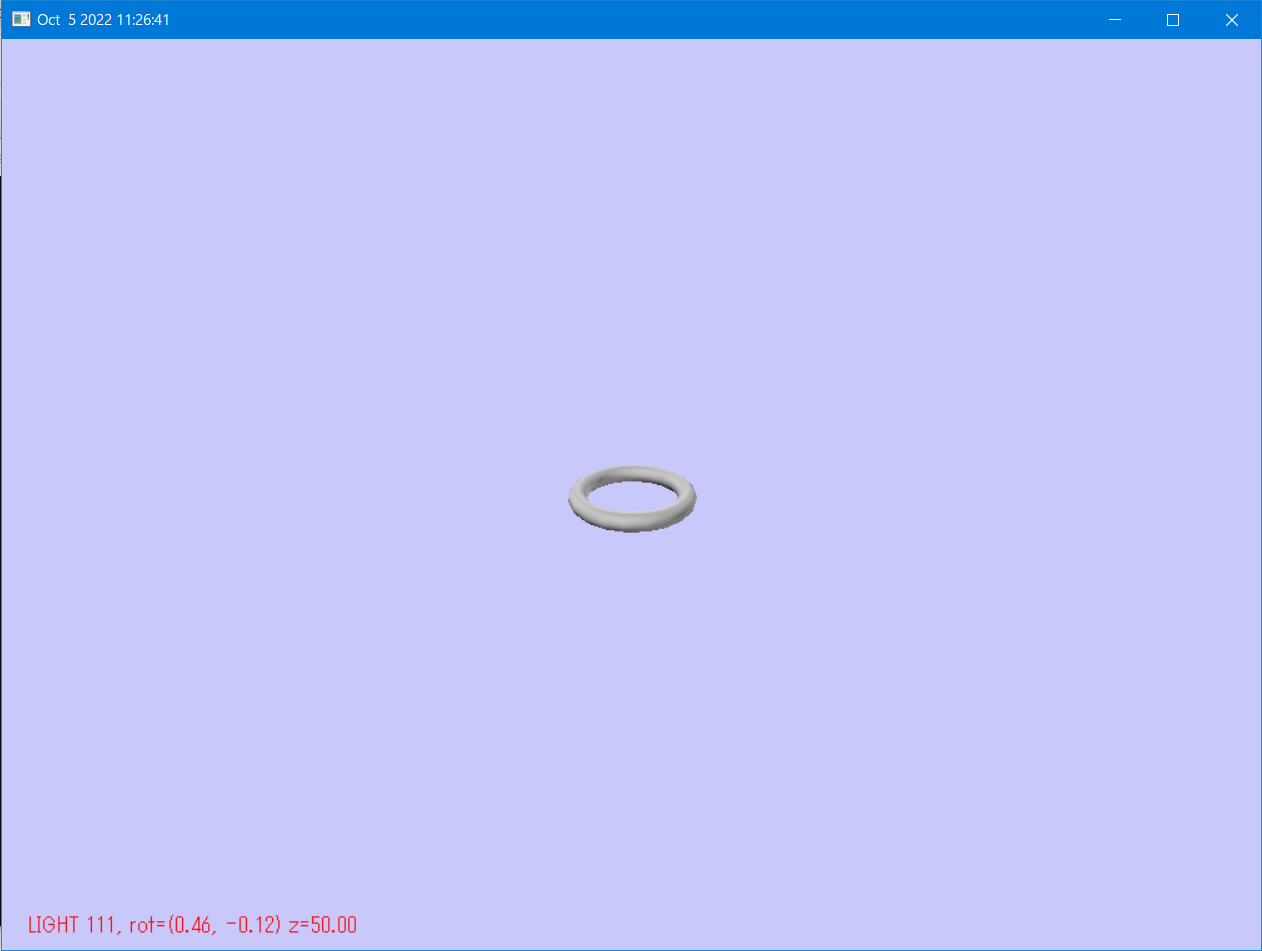 Oct  5 2022 11:26:41
LIGHT 111, rot=(0.46, -0.12) z=50.00